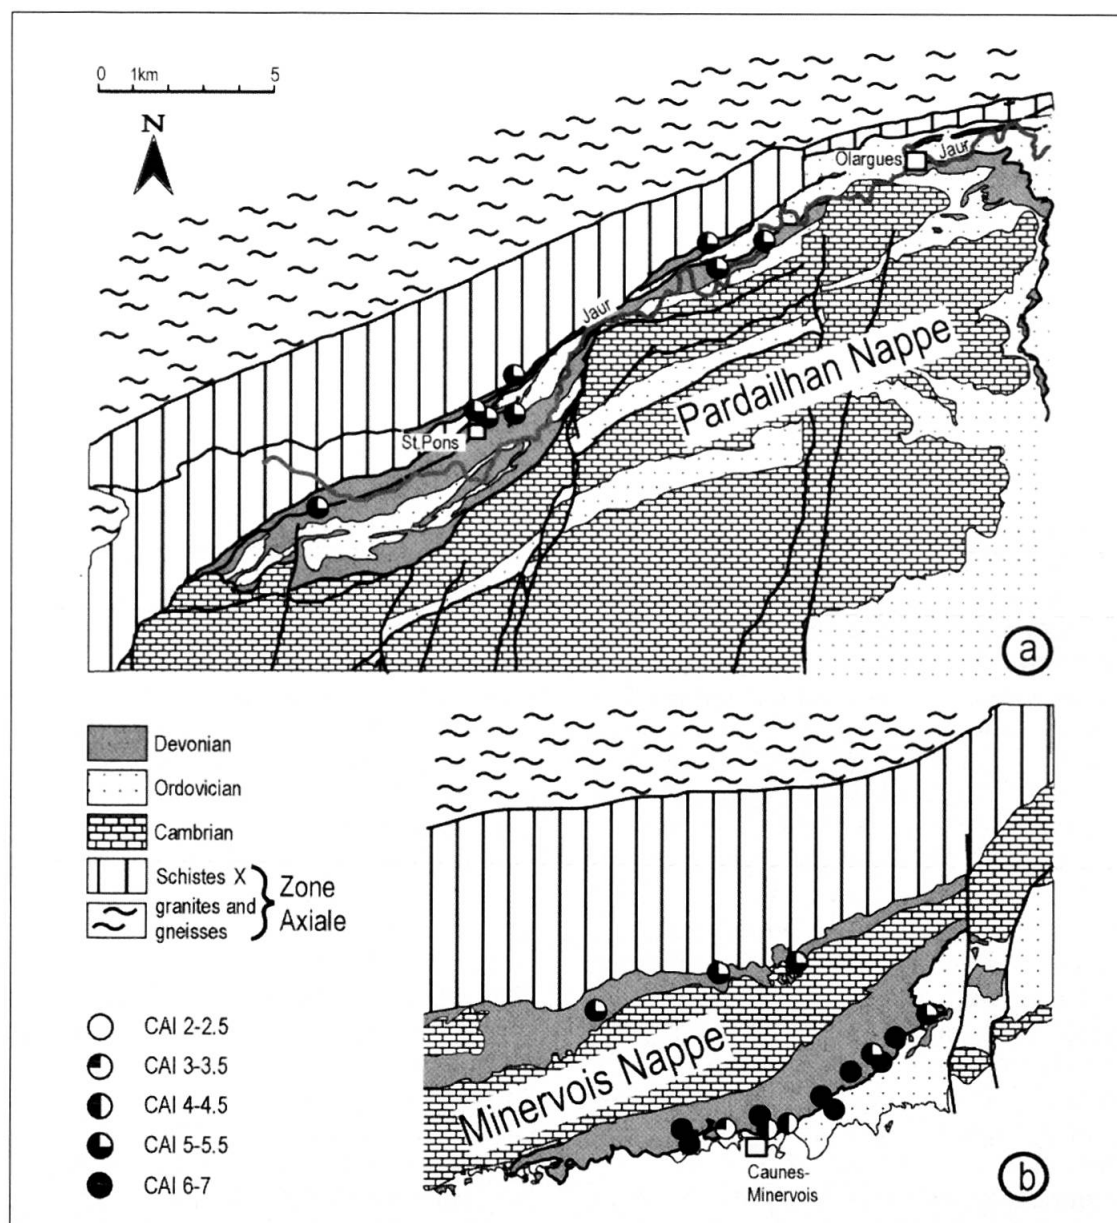 0 1km 5
N
Olargues
Jaur
Jaur
St.Pons
Pardailhan Nappe
a
Devonian
Ordovician
Cambrian
Schistes X
granites and
gneisses
Zone
Axiale
CAI 2-2.5
CAI 3-3.5
CAI 4-4.5
CAI 5-5.5
CAI 6-7
Minervois Nappe
Caunes-
Minervois
b